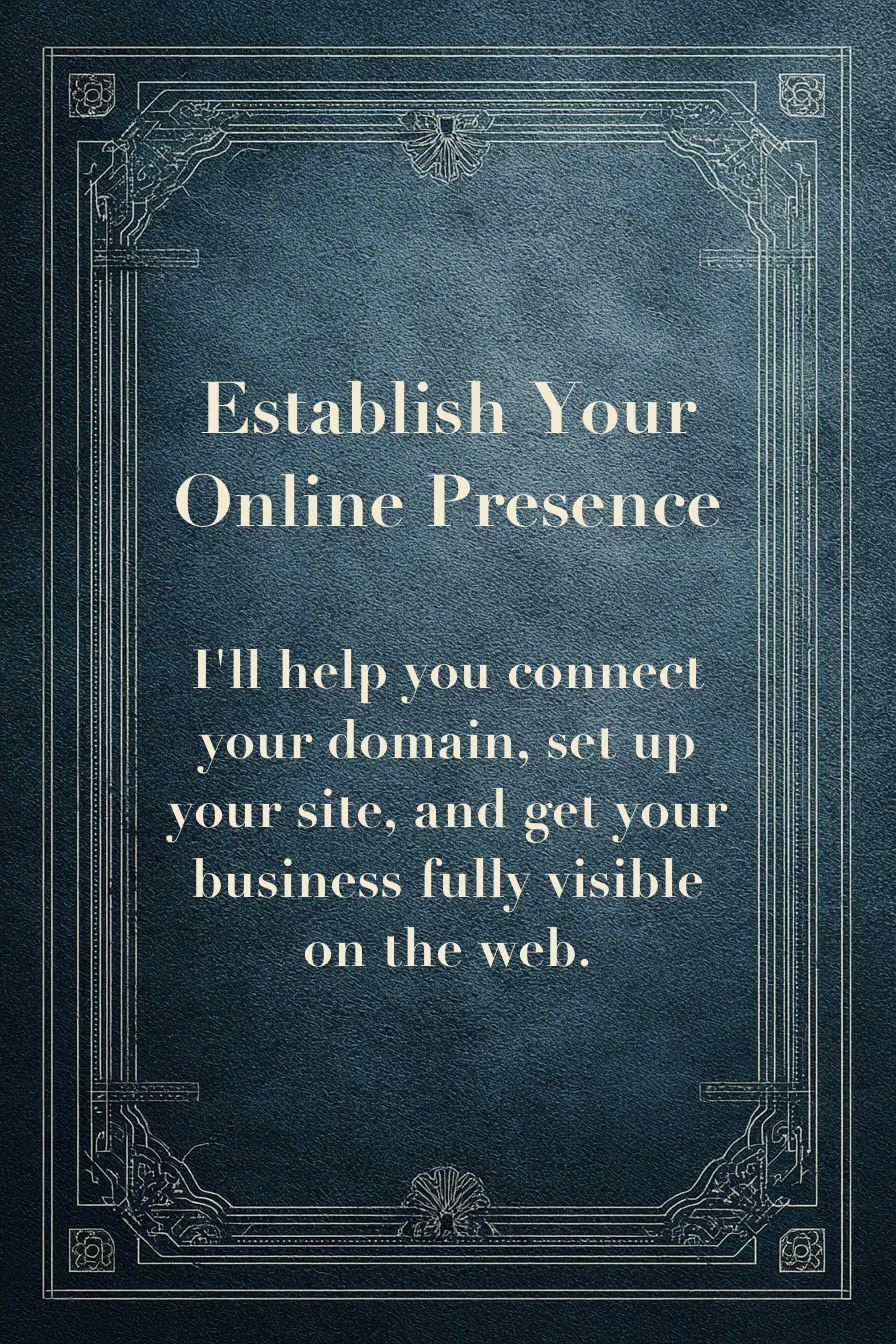 Establish Your
Online Presence
I'll help you connect
your domain, set up
your site, and get your
business fully visible
on the web.